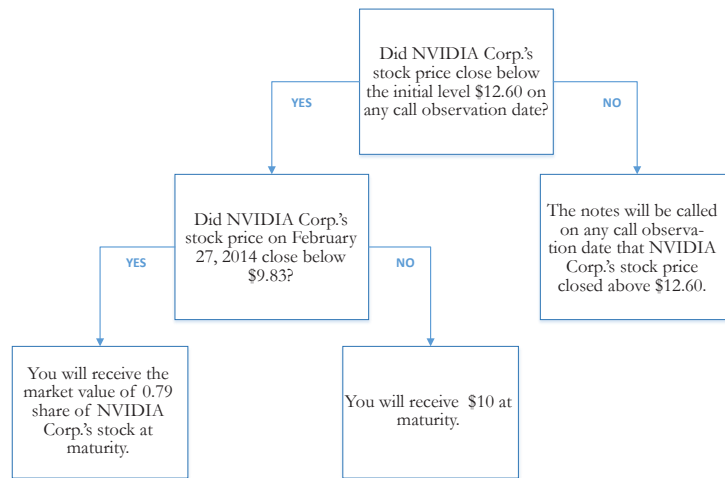 Did NVIDIA Corp.'s
stock price close below
the initial level $12.60 on
any call observation date?
YES
NO
Did NVIDIA Corp.'s
stock price on February
27, 2014 close below
$9.83?
The notes will be called
on any call observa-
tion date that NVIDIA
Corp.'s stock price
closed above $12.60.
YES
NO
You will receive the
market value of 0.79
share of NVIDIA
Corp.'s stock at
maturity.
You will receive $10 at
maturity.